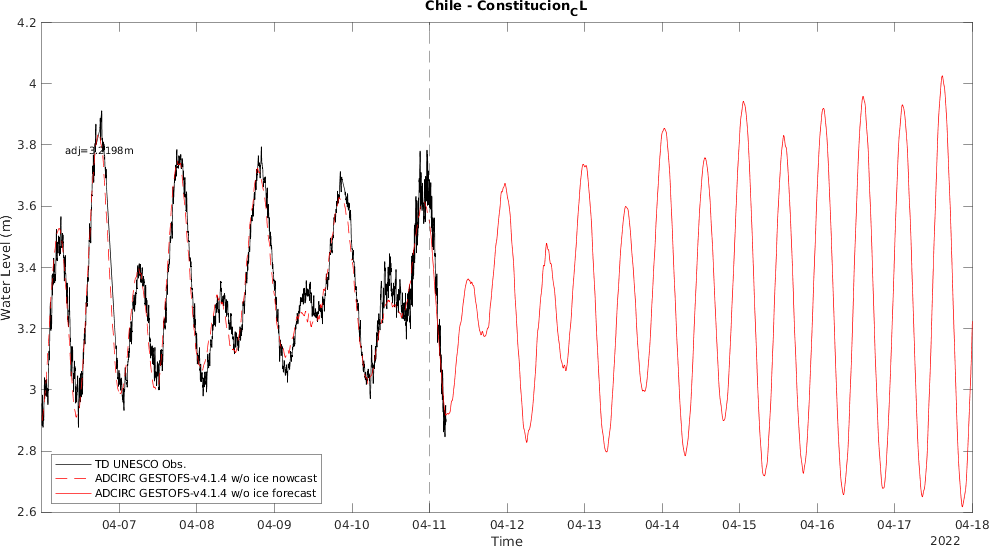 Chile - Constitucion_CL
4.2
4
3.8
3.6
3.4
3.2
3
2.8
2.6
Water Level (m)
adj=3.2198m
TD UNESCO Obs.
ADCIRC GESTOFS-v4.1.4 w/o ice nowcast
ADCIRC GESTOFS-v4.1.4 w/o ice forecast
04-07 04-08 04-09 04-10 04-11 04-12 04-13 04-14 04-15 04-16 04-17 04-18
Time
2022